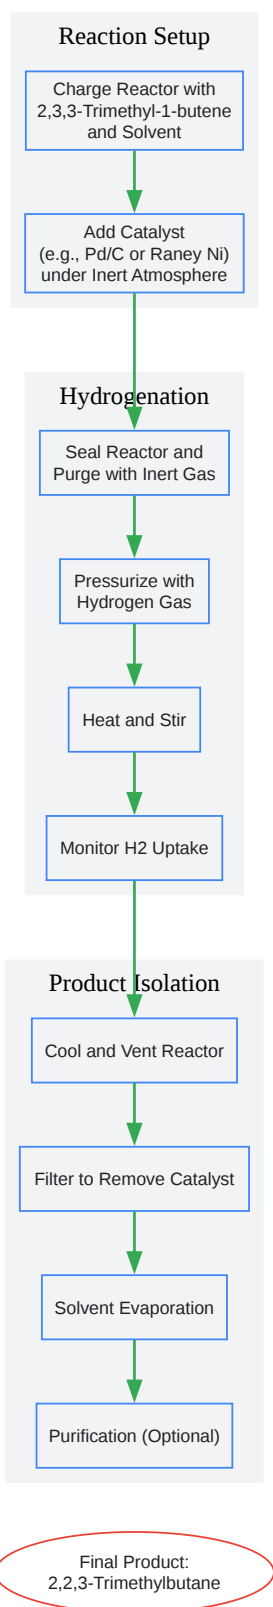 Reaction Setup
Charge Reactor with
2,3,3-Trimethyl-1-butene
and Solvent
Add Catalyst
(e.g., Pd/C or Raney Ni)
under Inert Atmosphere
Hydrogenation
Seal Reactor and
Purge with Inert Gas
Pressurize with
Hydrogen Gas
Heat and Stir
Monitor H2 Uptake
Product Isolation
Cool and Vent Reactor
Filter to Remove Catalyst
Solvent Evaporation
Purification (Optional)
Final Product:
2,2,3-Trimethylbutane